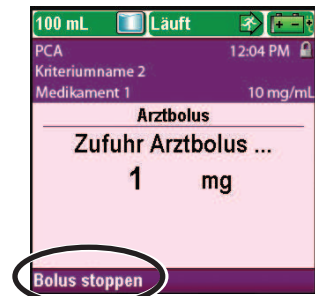 100 mL Läuft
PCA 12:04 PM
Kriteriumname 2
Medikament 1 10 mg/mL
Arztbolus
Zufuhr Arztbolus ...
1 mg
Bolus stoppen